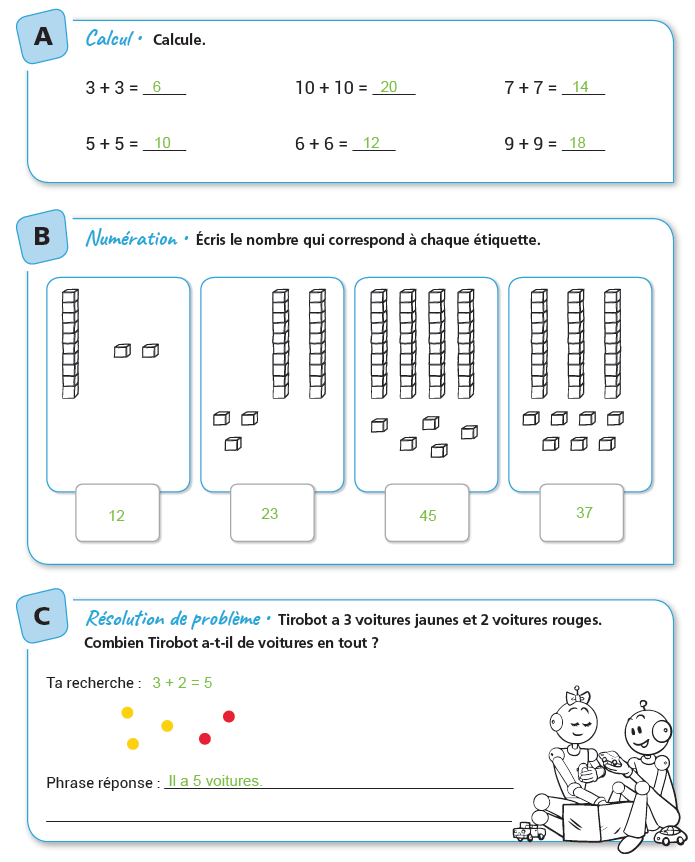 A
Calcul • Calcule.
3 + 3 = 6 10 + 10 = 20 7 + 7 = 14
5 + 5 = 10 6 + 6 = 12 9 + 9 = 18
B
Numération • Écris le nombre qui correspond à chaque étiquette.
12 23 45 37
C
Résolution de problème • Tirobot a 3 voitures jaunes et 2 voitures rouges.
Combien Tirobot a-t-il de voitures en tout ?
Ta recherche : 3 + 2 = 5
Phrase réponse : Il a 5 voitures.